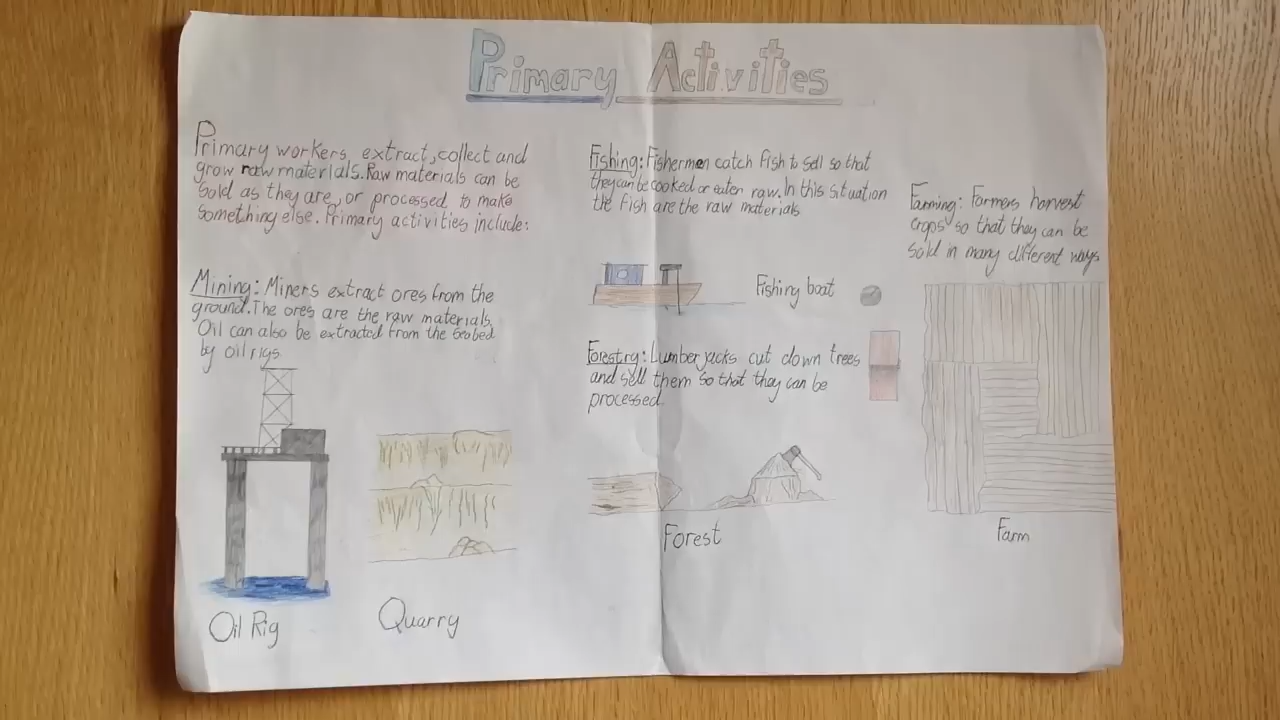 Primary Activities
Primary workers extract, collect and
grow raw materials. Raw materials can be
sold as they are, or processed to make
something else. Primary activities include:
Mining: Miners extract ores from the
ground. The ores are the raw materials.
Oil can also be extracted from the seabed
by oil rigs.
Oil Rig
Quarry
Fishing: Fishermen catch fish to sell so that
they can be cooked or eaten raw. In this situation
the fish are the raw materials
Fishing boat
Forestry: Lumberjacks cut down trees
and sell them so that they can be
processed.
Forest
Farming: Farmers harvest
crops so that they can be
sold in many different ways
Farm